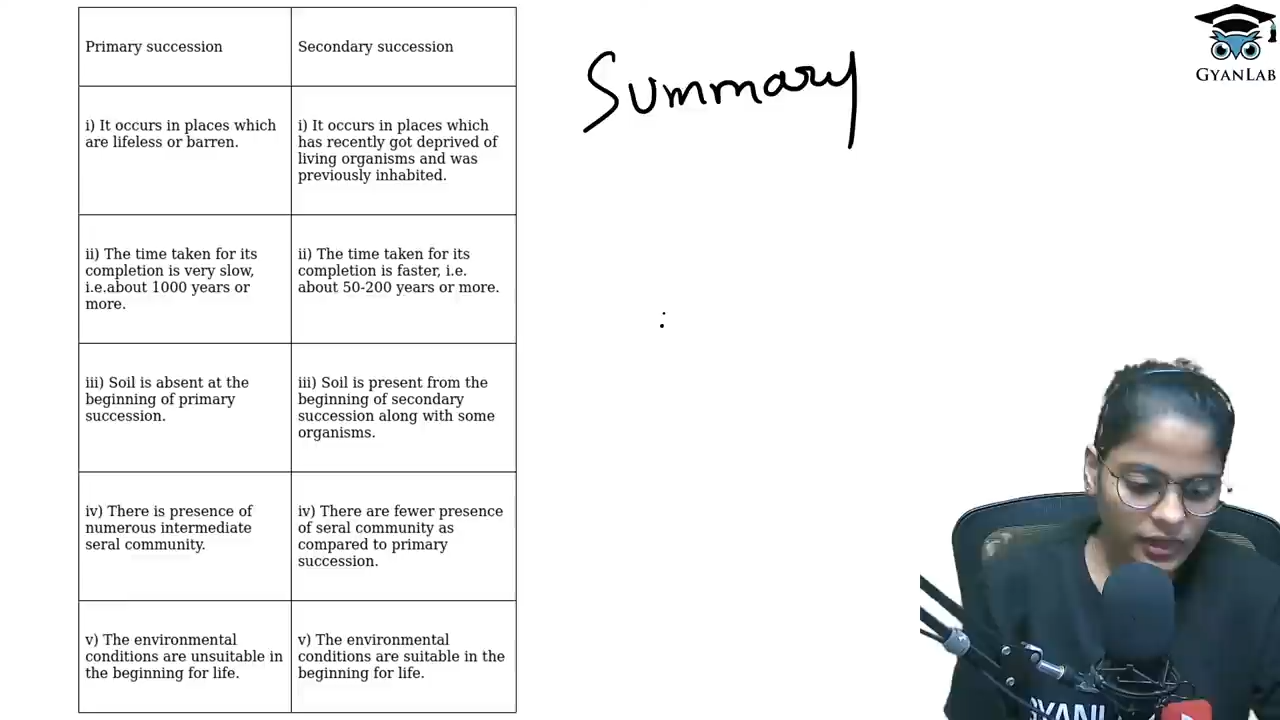 Primary succession
Secondary succession
i) It occurs in places which
are lifeless or barren.
i) It occurs in places which
has recently got deprived of
living organisms and was
previously inhabited.
ii) The time taken for its
completion is very slow,
i.e.about 1000 years or
more.
ii) The time taken for its
completion is faster, i.e.
about 50-200 years or more.
iii) Soil is absent at the
beginning of primary
succession.
iii) Soil is present from the
beginning of secondary
succession along with some
organisms.
iv) There is presence of
numerous intermediate
seral community.
iv) There are fewer presence
of seral community as
compared to primary
succession.
v) The environmental
conditions are unsuitable in
the beginning for life.
v) The environmental
conditions are suitable in the
beginning for life.
Summary
GYANLAB